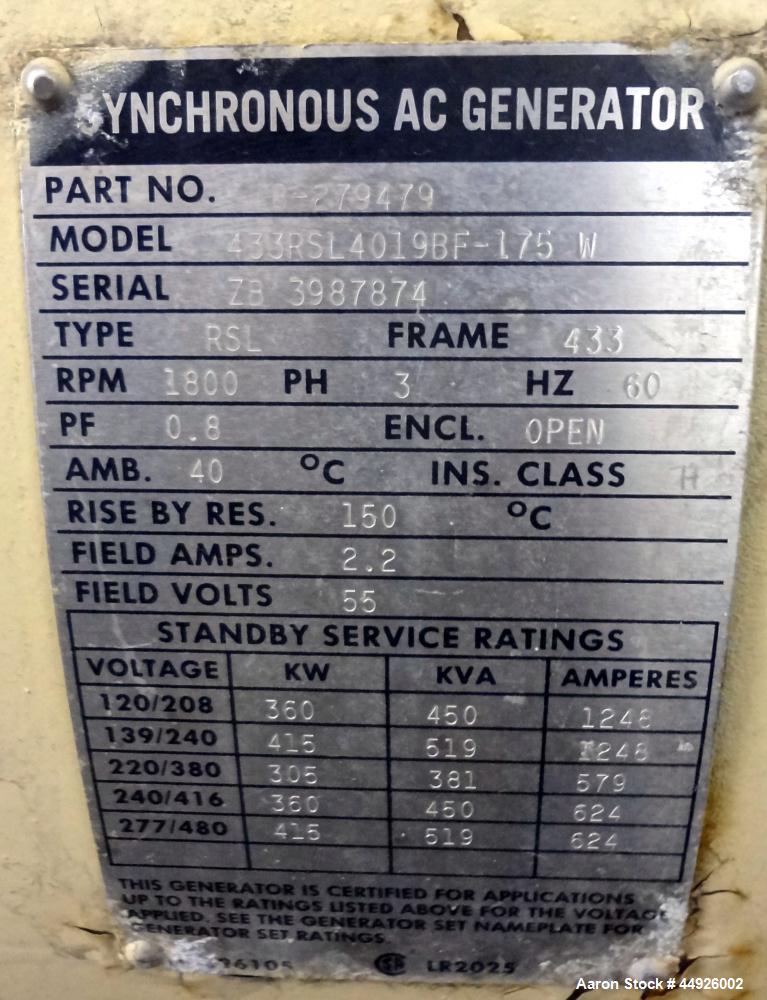 SYNCHRONOUS AC GENERATOR
PART NO. B-279479
MODEL 433RSL4019BF-175 W
SERIAL ZB 3987874
TYPE RSL FRAME 433
RPM 1800 PH 3 HZ 60
PF 0.8 ENCL. OPEN
AMB. 40 °C INS. CLASS H
RISE BY RES. 150 °C
FIELD AMPS. 2.2
FIELD VOLTS 55
STANDBY SERVICE RATINGS
VOLTAGE KW KVA AMPERES
120/208 360 450 1248
139/240 415 519 1248
220/380 305 381 579
240/416 360 450 624
277/480 415 519 624
THIS GENERATOR IS CERTIFIED FOR APPLICATIONS
UP TO THE RATINGS LISTED ABOVE FOR THE VOLTAGE
APPLIED. SEE THE GENERATOR SET NAMEPLATE FOR
GENERATOR SET RATINGS.
LR2025
Aaron Stock # 44926002